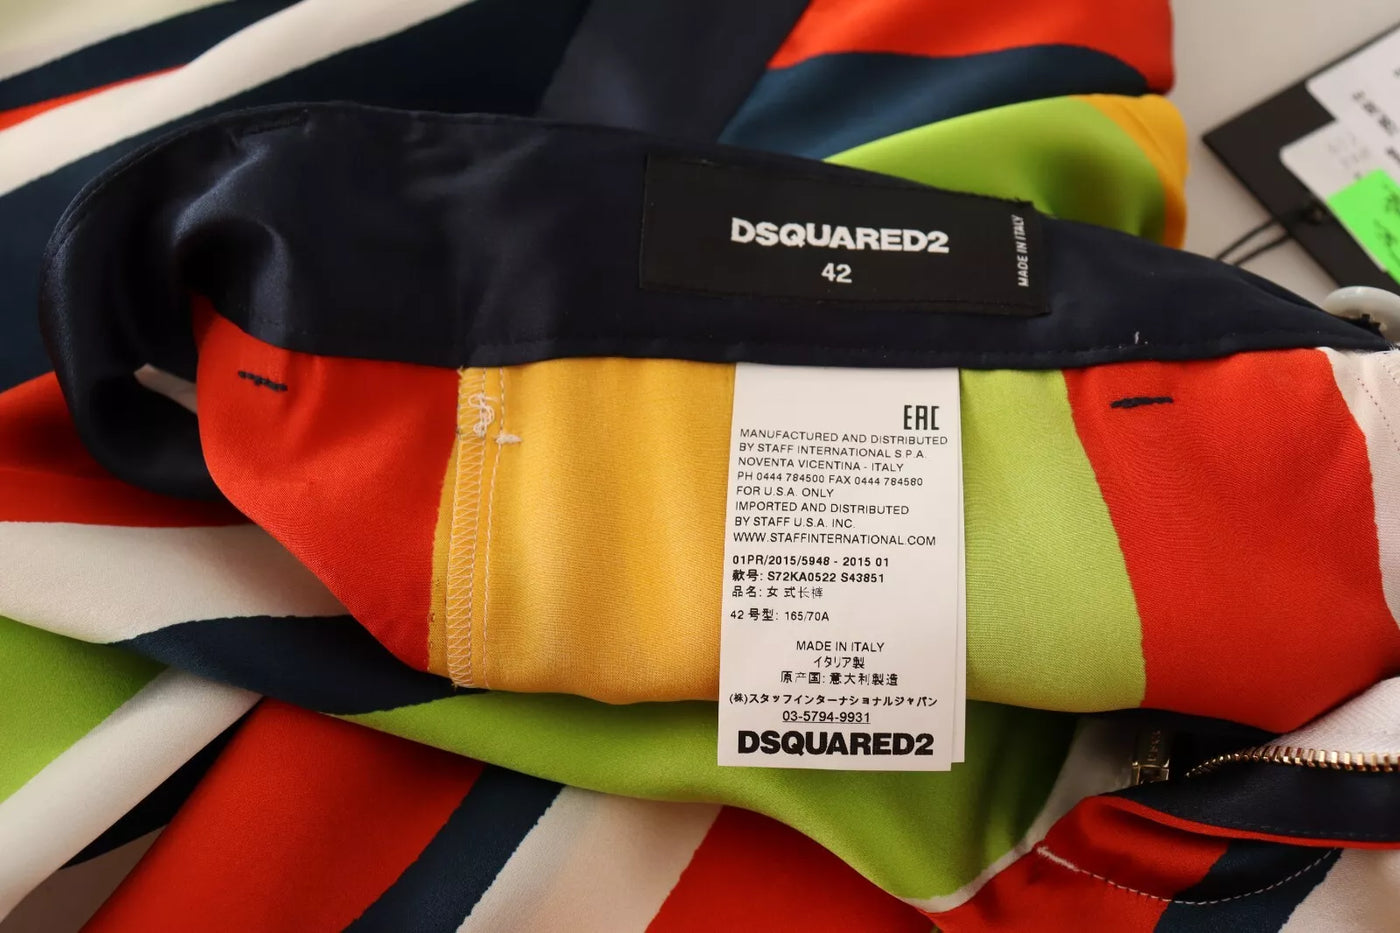 DSQUARED2
42
MADE IN ITALY
EAC
MANUFACTURED AND DISTRIBUTED
BY STAFF INTERNATIONAL S.P.A.
NOVENTA VICENTINA - ITALY
PH 0444 784500 FAX 0444 784580
FOR U.S.A. ONLY
IMPORTED AND DISTRIBUTED
BY STAFF U.S.A. INC.
WWW.STAFFINTERNATIONAL.COM
01PR/2015/5948 - 2015 01
款号: S72KA0522 S43851
品名: 女式长裤
42 号型: 165/70A
MADE IN ITALY
イタリア製
原产国: 意大利製造
(株)スタッフインターナショナルジャパン
03-5794-9931
DSQUARED2